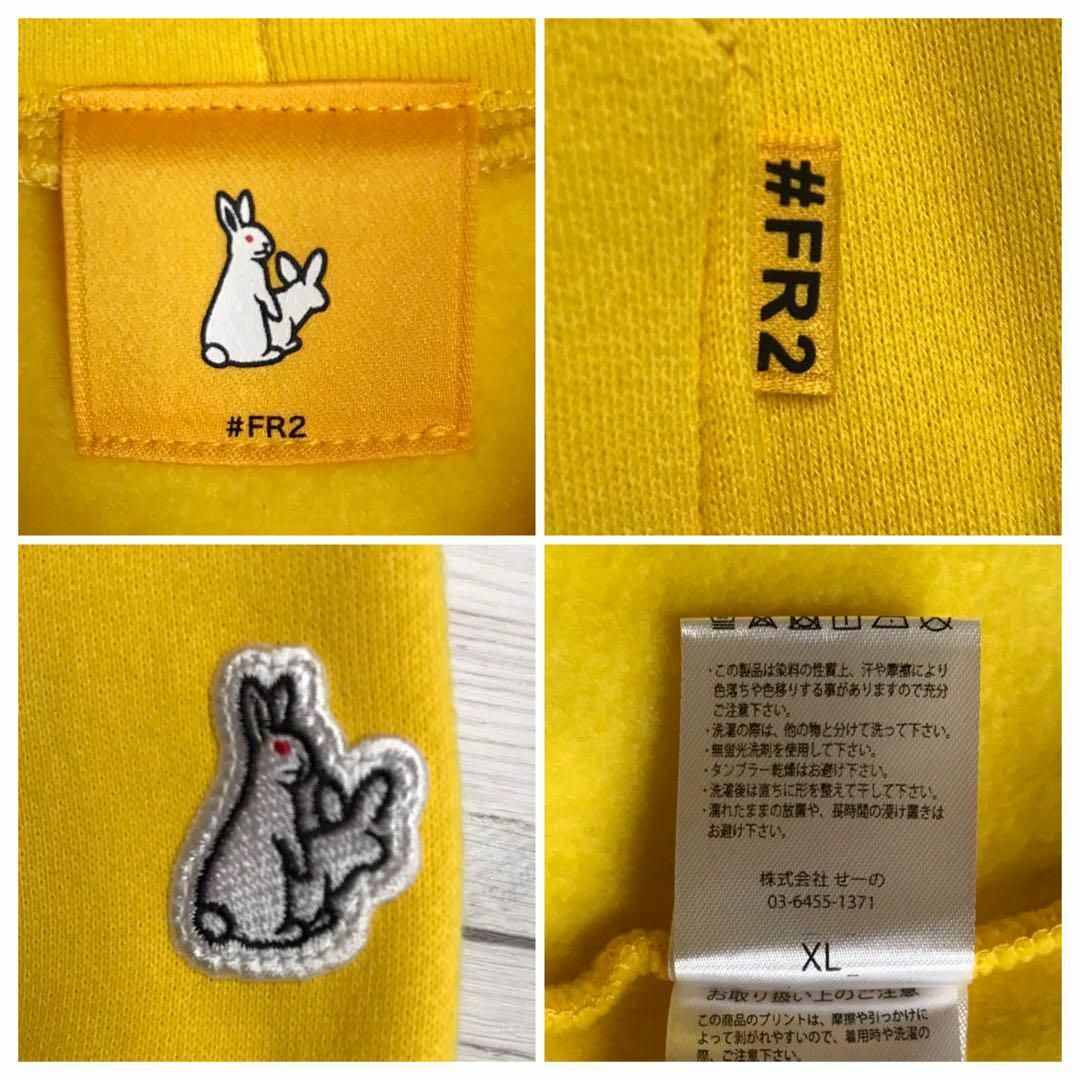 #FR2
#FR2
・この製品は染料の性質上、汗や摩擦により
色落ちや色移りする事がありますので充分
ご注意下さい。
・洗濯の際は、他の物と分けて洗って下さい。
・無蛍光洗剤を使用して下さい。
・タンブラー乾燥はお避け下さい。
・洗濯後は直ちに形を整えて干して下さい。
・濡れたままの放置や、長時間の浸け置きは
お避け下さい。
株式会社 せーの
03-6455-1371
XL
お取り扱い上のご注意
この商品のプリントは、摩擦や引っかけに
よって剥がれやすいので、着用時や洗濯の
際、ご注意下さい。